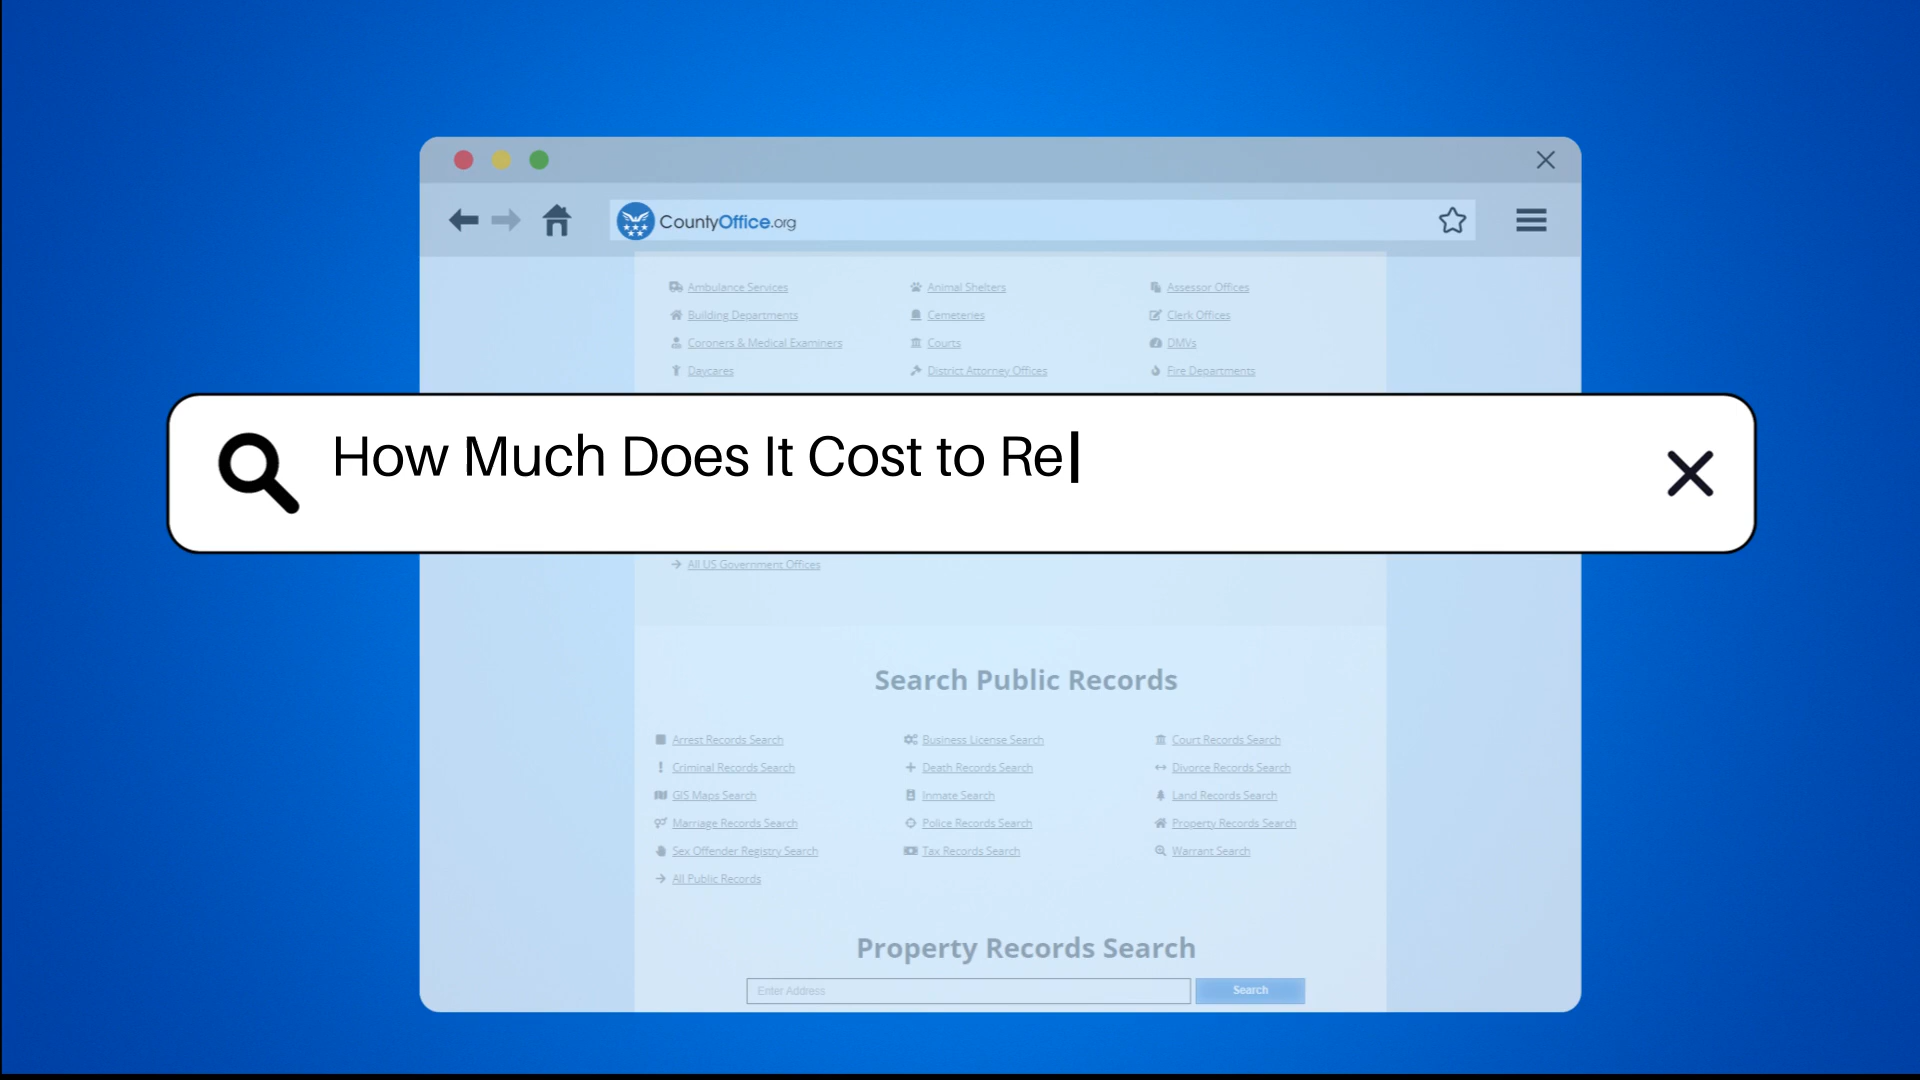 CountyOffice.org
Ambulance Services Animal Shelters Assessor Offices
Building Departments Cemeteries Clerk Offices
Coroners & Medical Examiners Courts DMVs
Daycares District Attorney Offices Fire Departments
How Much Does It Cost to Re
All US Government Offices
Search Public Records
Arrest Records Search Business License Search Court Records Search
Criminal Records Search Death Records Search Divorce Records Search
GIS Maps Search Inmate Search Land Records Search
Marriage Records Search Police Records Search Property Records Search
Sex Offender Registry Search Tax Records Search Warrant Search
All Public Records
Property Records Search
Enter Address Search